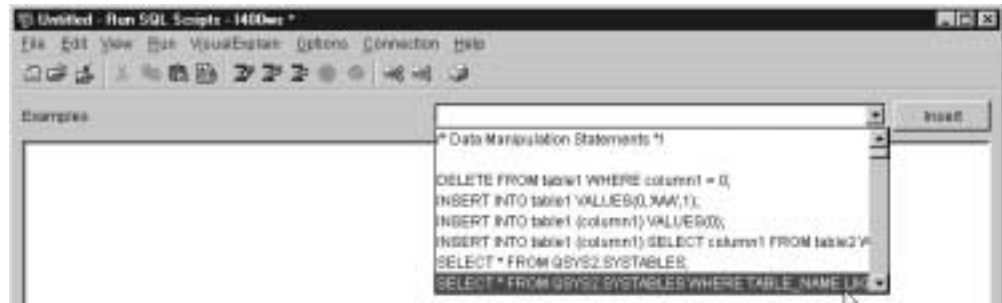 Untitled - Run SQL Scripts - I400ws *
File Edit View Run VisualExplain Options Connection Help
Examples
Insert
/* Data Manipulation Statements */
DELETE FROM table1 WHERE column1 = 0;
INSERT INTO table1 VALUES(0,'AAA',1);
INSERT INTO table1 (column1) VALUES(0);
INSERT INTO table1 (column1) SELECT column1 FROM table2 W
SELECT * FROM QSYS2.SYSTABLES;
SELECT * FROM QSYS2.SYSTABLES WHERE TABLE_NAME LIK